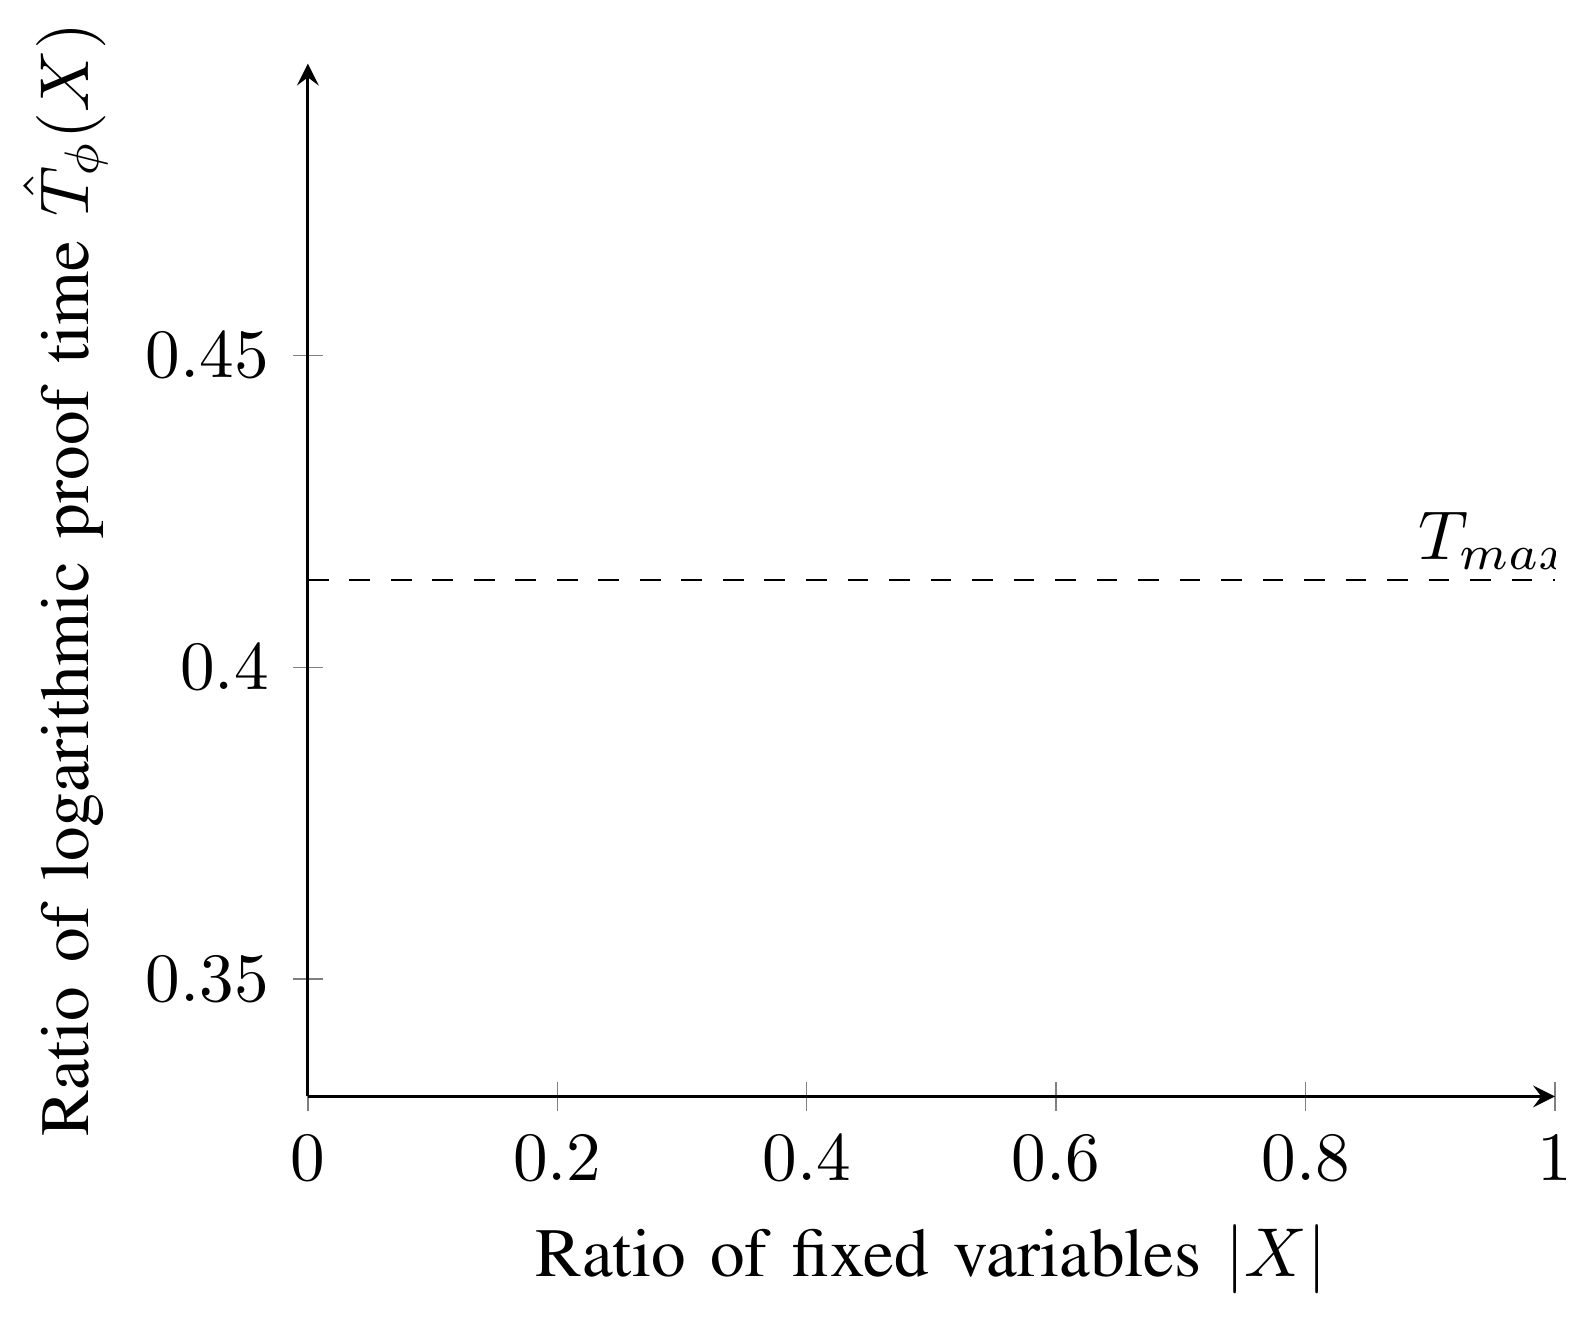 Ratio of logarithmic proof time T̂_ϕ(X)
0.45
T_max
0.4
0.35
0 0.2 0.4 0.6 0.8 1
Ratio of fixed variables |X|